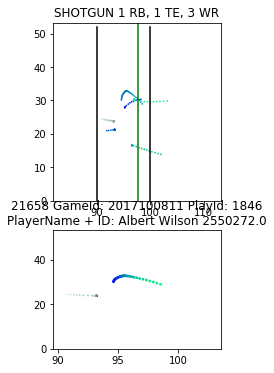 SHOTGUN 1 RB, 1 TE, 3 WR
50
40
30
20
10
0
90 100 110
21658 GameId: 2017100811 PlayId: 1846
PlayerName + ID: Albert Wilson 2550272.0
40
20
0
90 95 100